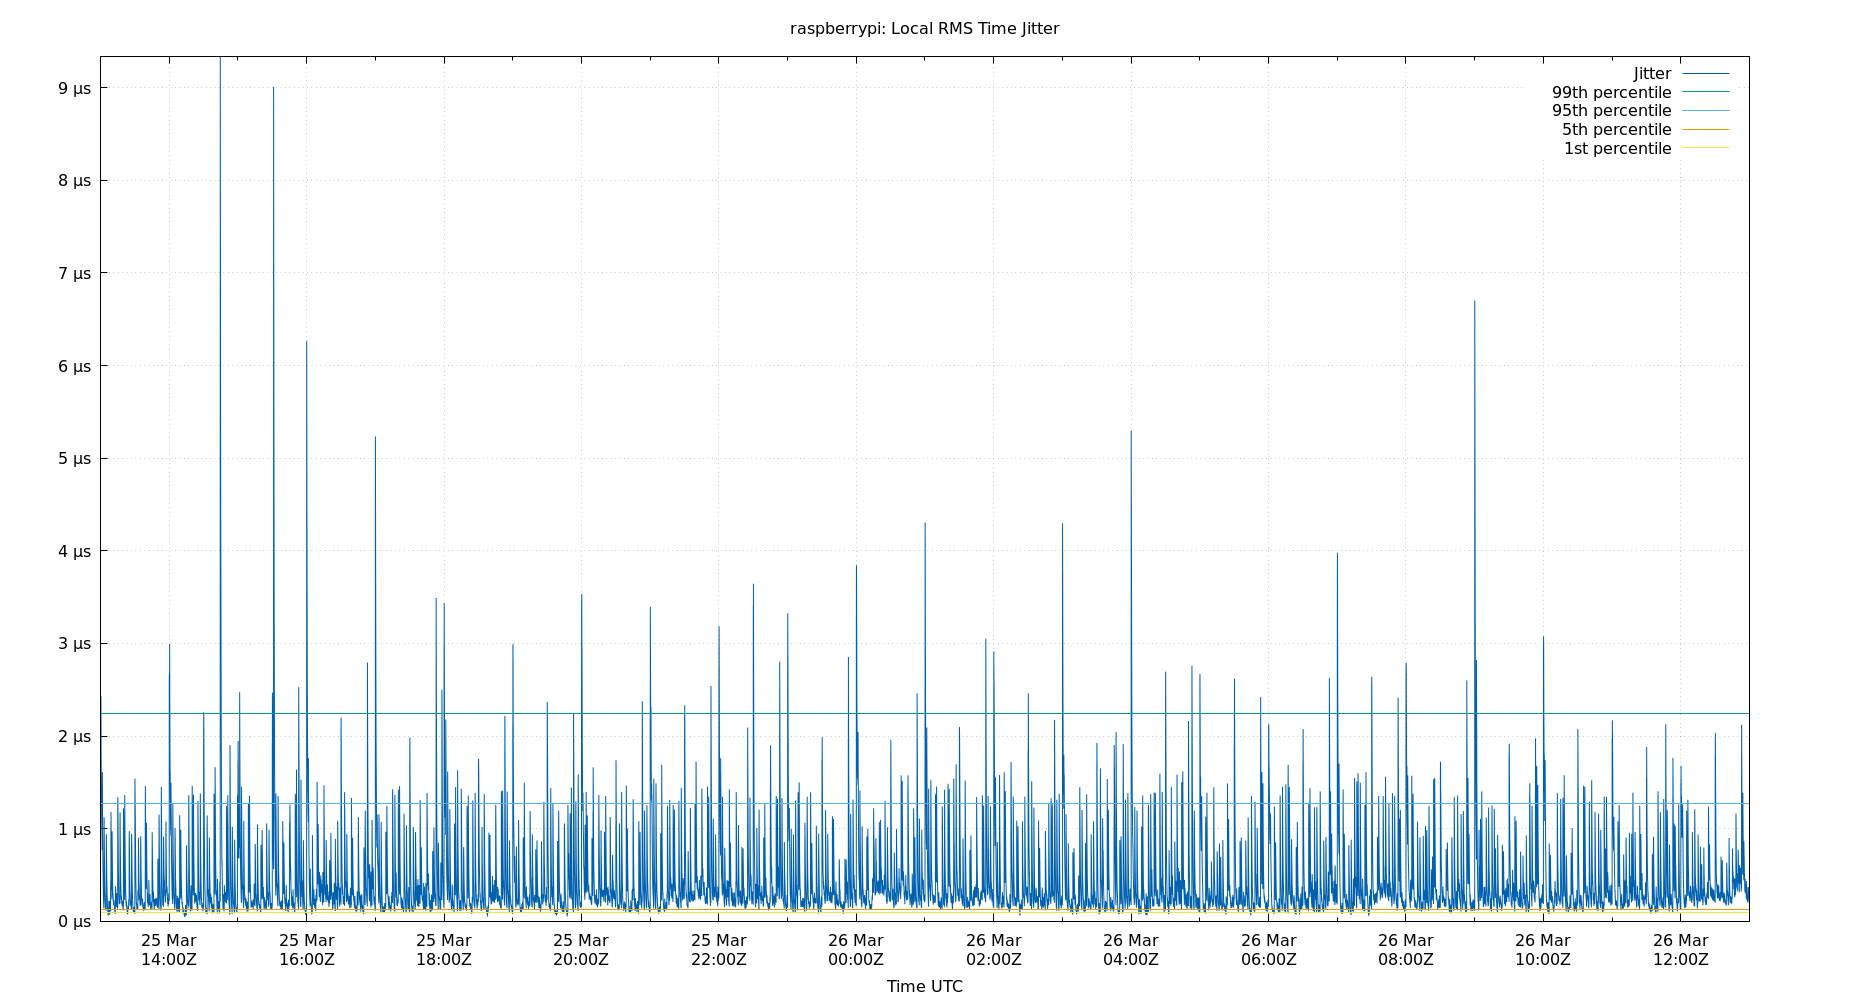 raspberrypi: Local RMS Time Jitter
Jitter
99th percentile
95th percentile
5th percentile
1st percentile
9 μs
8 μs
7 μs
6 μs
5 μs
4 μs
3 μs
2 μs
1 μs
0 μs
25 Mar 25 Mar 25 Mar 25 Mar 25 Mar 26 Mar 26 Mar 26 Mar 26 Mar 26 Mar 26 Mar 26 Mar
14:00Z 16:00Z 18:00Z 20:00Z 22:00Z 00:00Z 02:00Z 04:00Z 06:00Z 08:00Z 10:00Z 12:00Z
Time UTC